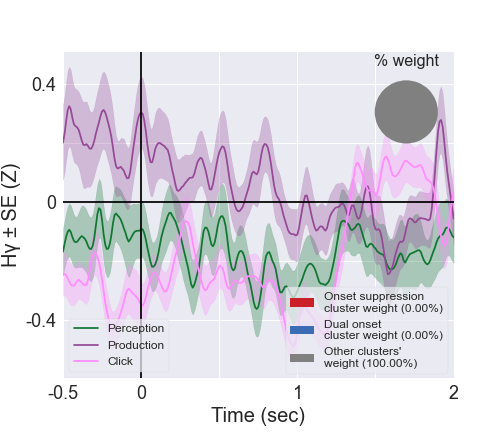 % weight
Hγ ± SE (Z)
0.4
0
-0.4
Onset suppression
cluster weight (0.00%)
Dual onset
cluster weight (0.00%)
Other clusters'
weight (100.00%)
Perception
Production
Click
-0.5
0
1
2
Time (sec)